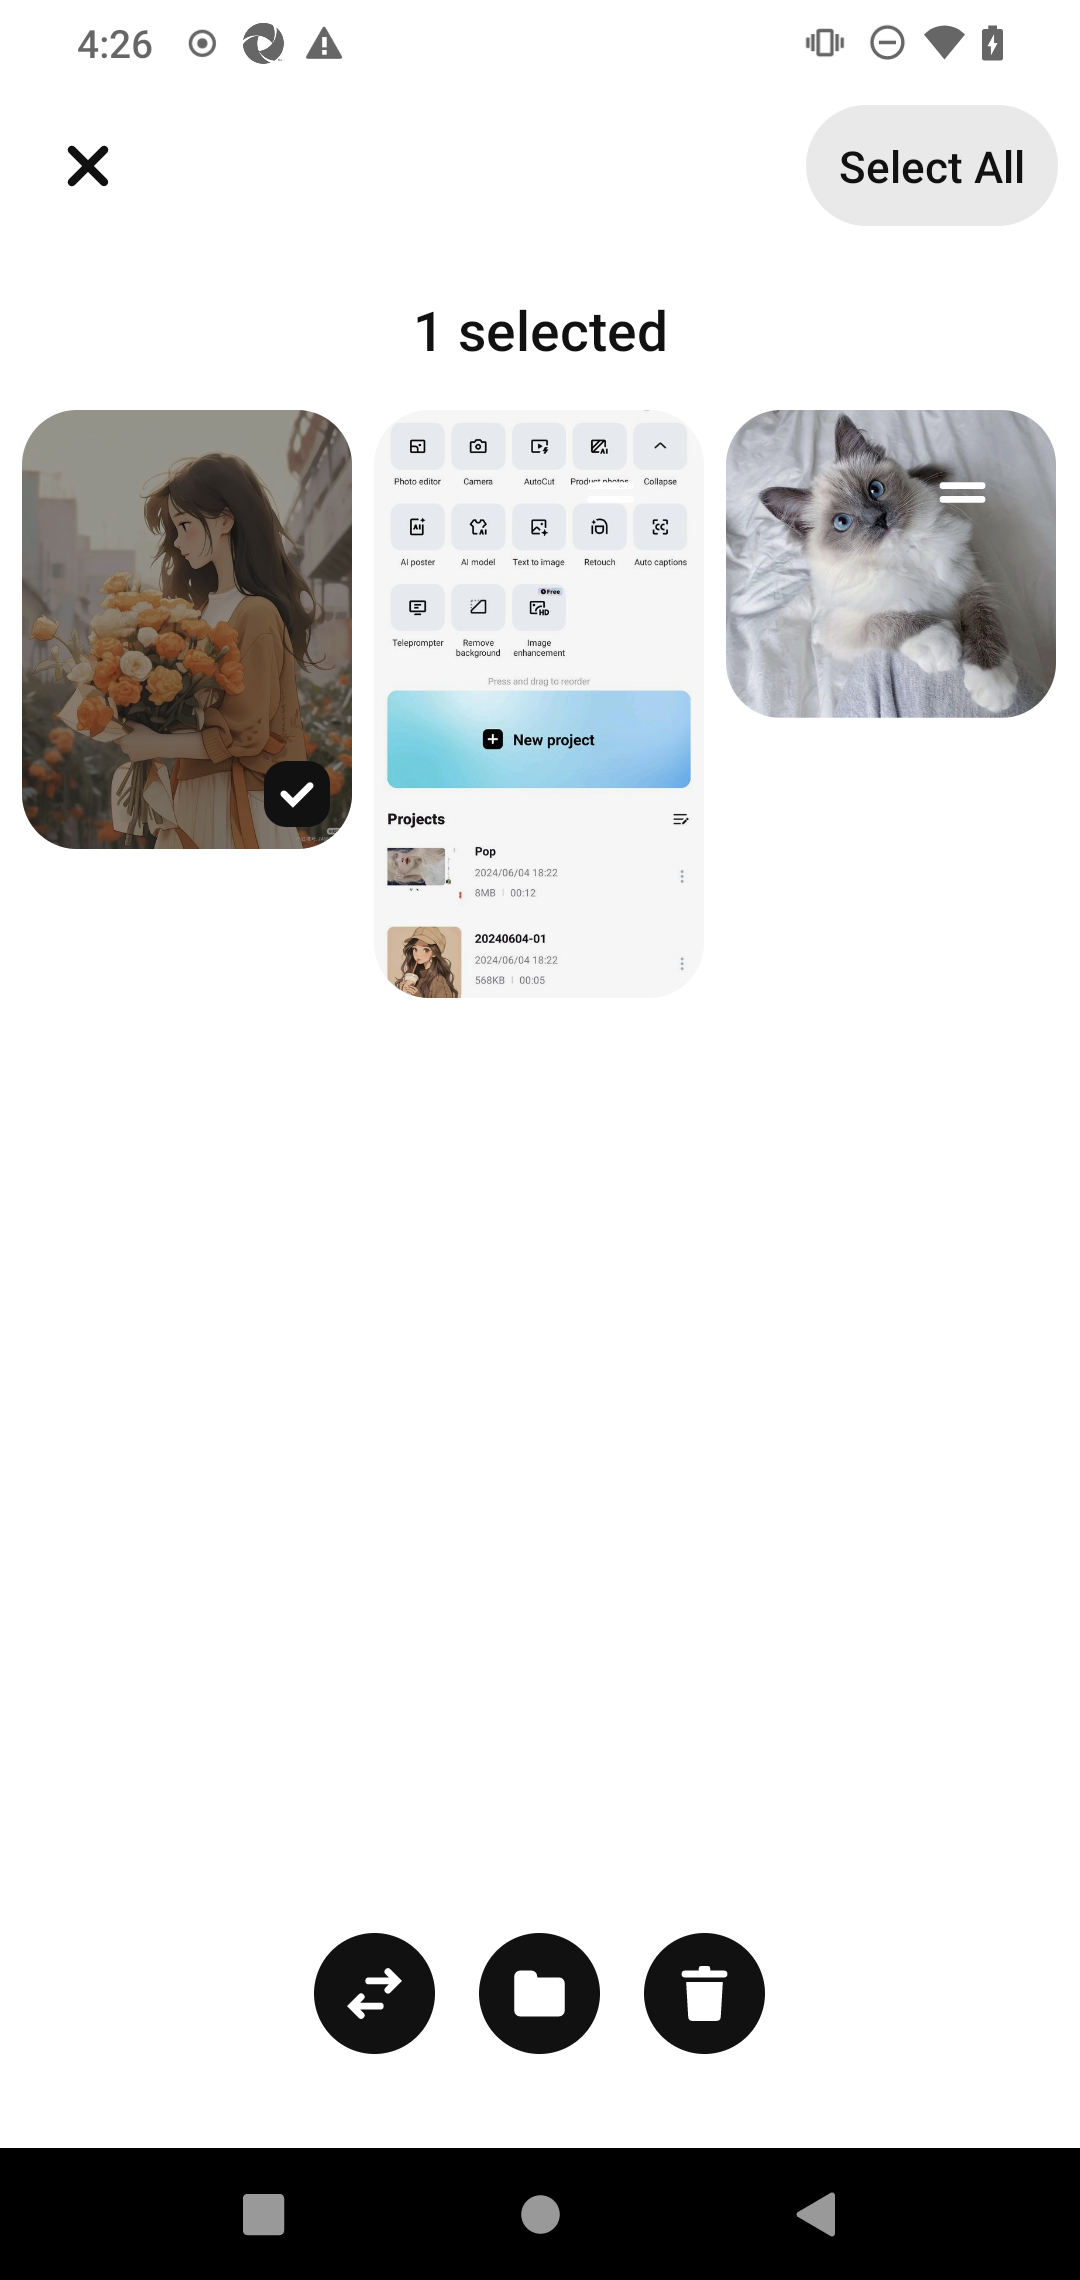 4:26
Select All
1 selected
Photo editor Camera AutoCut Product photos Collapse
AI poster AI model Text to image Retouch Auto captions
Free
Teleprompter Remove background Image enhancement
Press and drag to reorder
New project
Projects
Pop
2024/06/04 18:22
8MB 00:12
20240604-01
2024/06/04 18:22
568KB 00:05